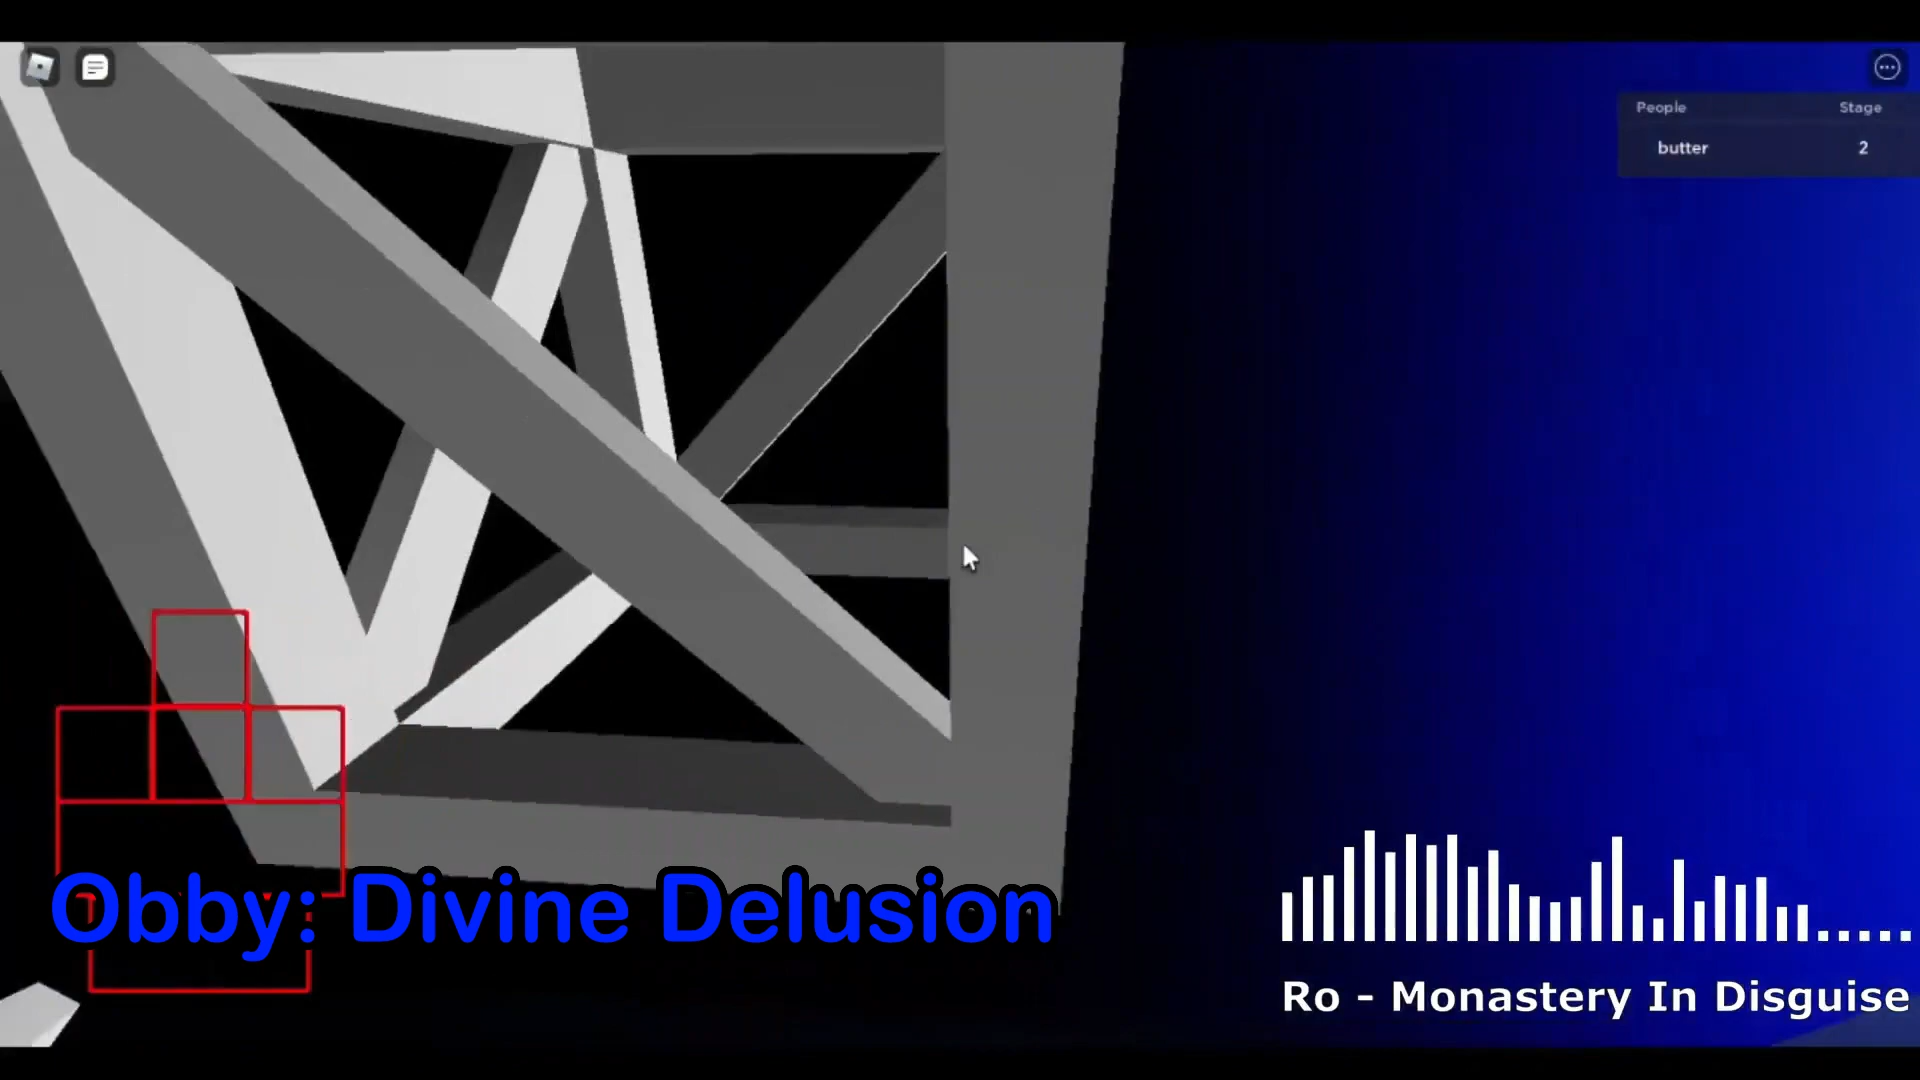 People Stage
butter 2
Obby: Divine Delusion
Ro - Monastery In Disguise